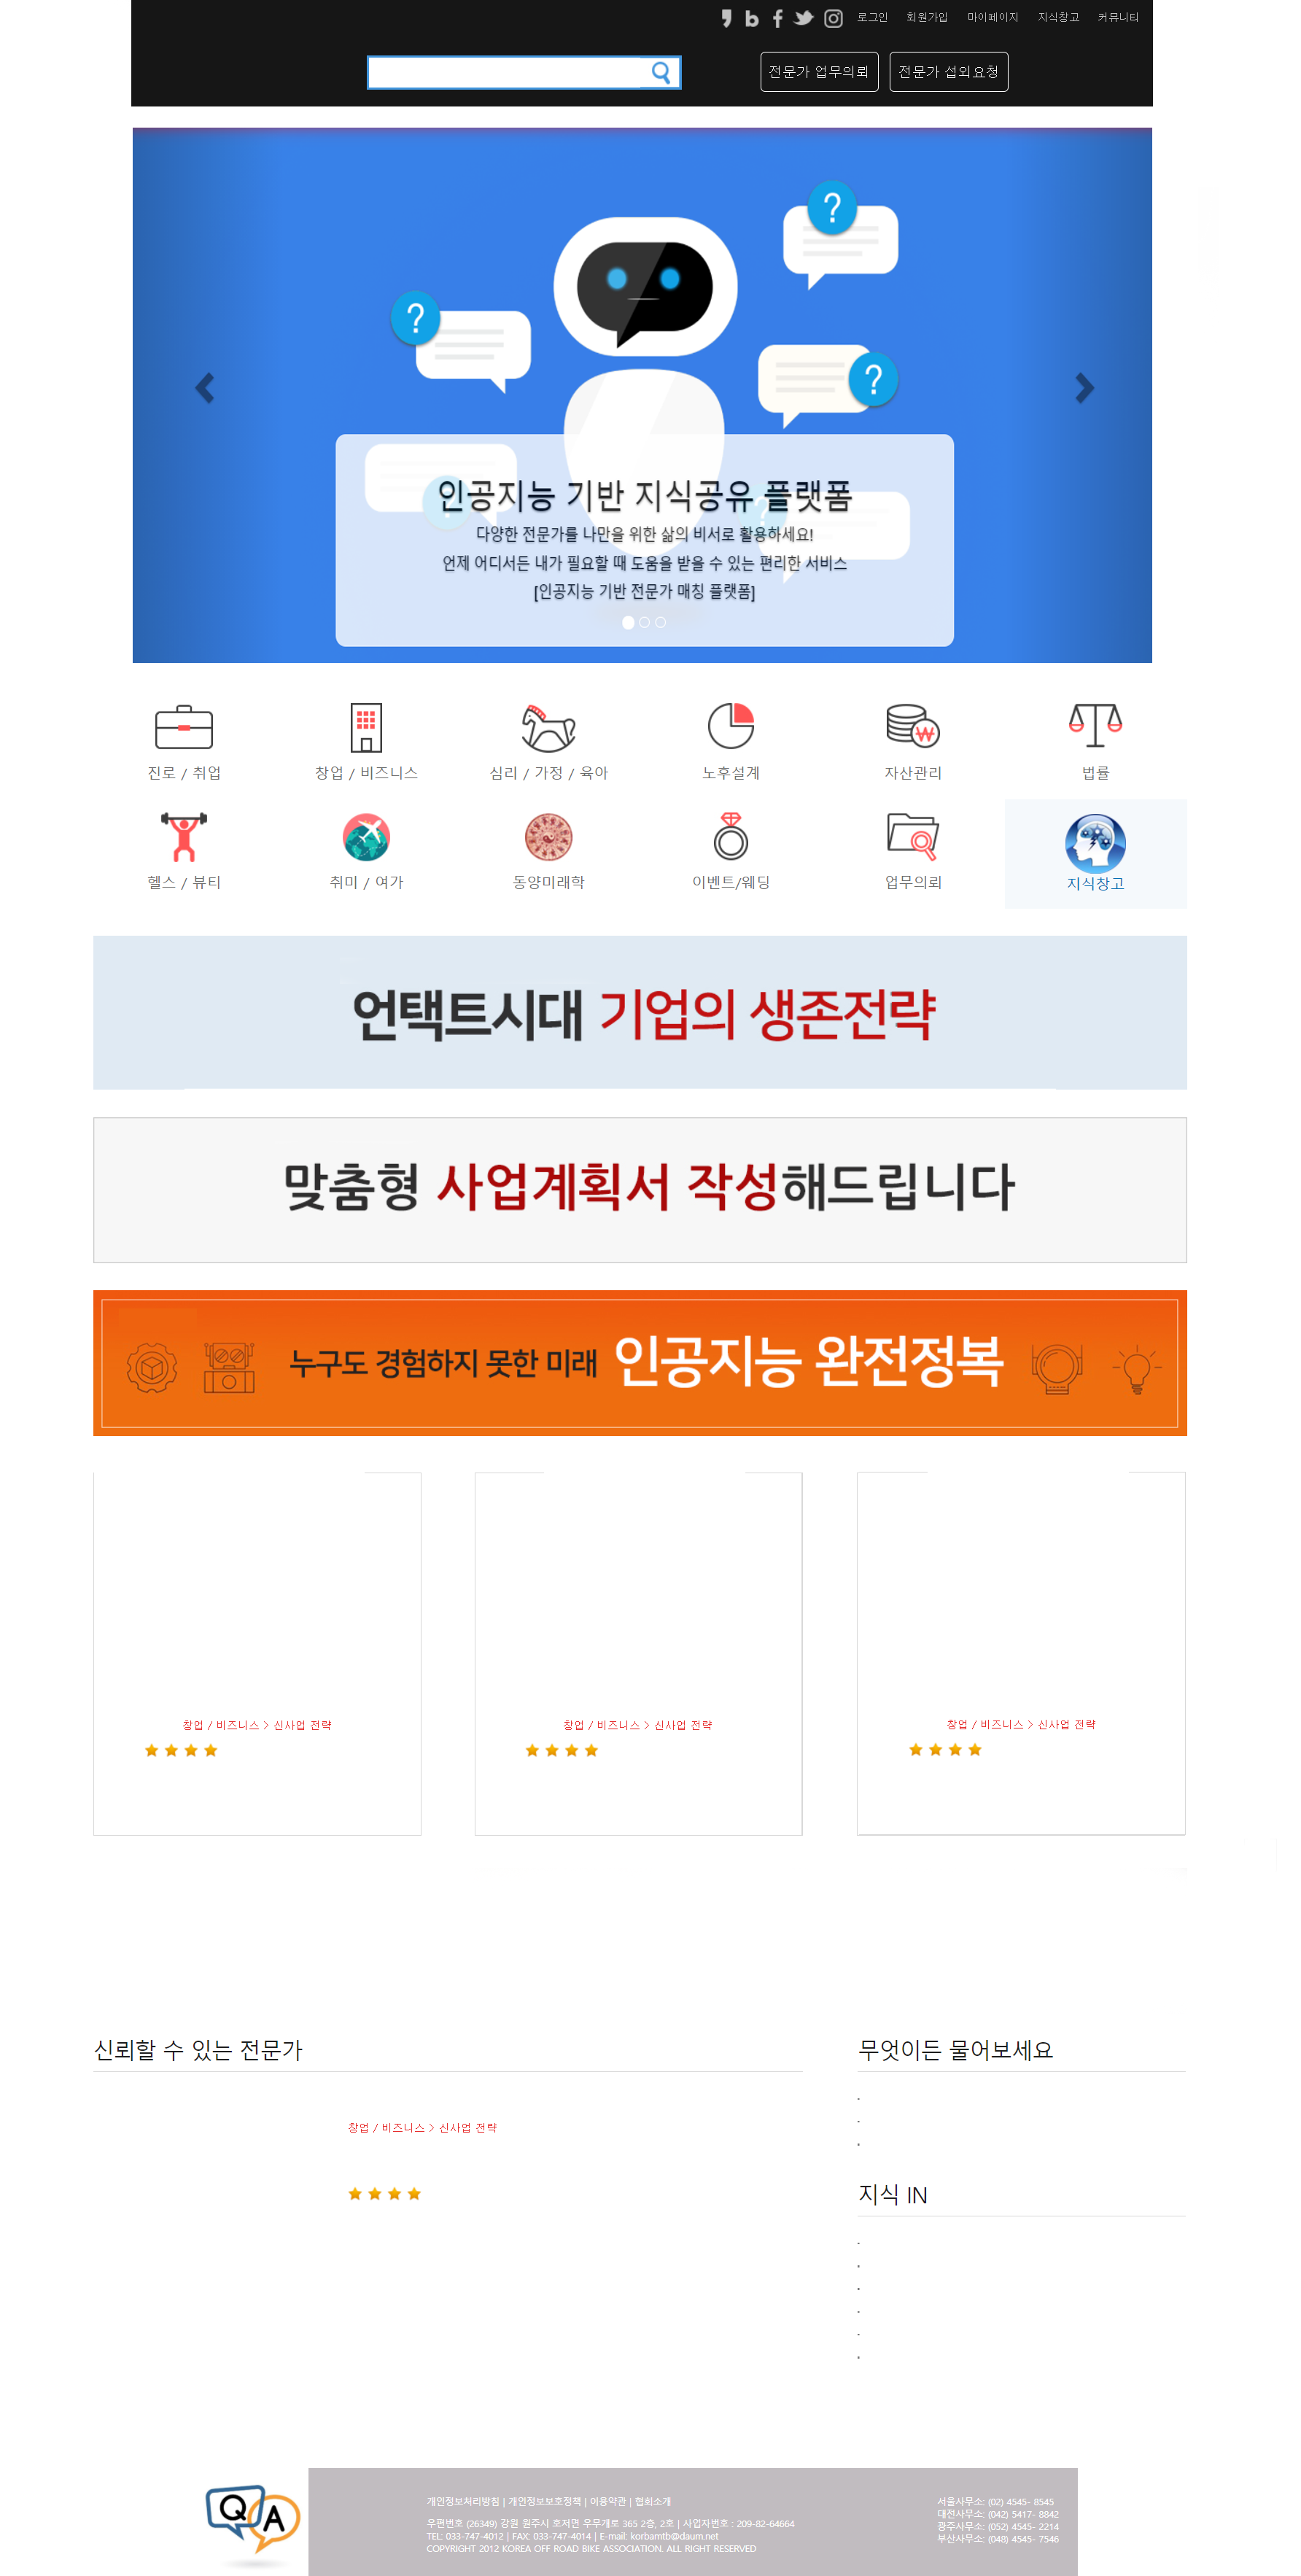 로그인 회원가입 마이페이지 지식창고 커뮤니티
전문가 업무의뢰 전문가 섭외요청
?
?
?
인공지능 기반 지식공유 플랫폼
다양한 전문가를 나만을 위한 삶의 비서로 활용하세요!
언제 어디서든 내가 필요할 때 도움을 받을 수 있는 편리한 서비스
[인공지능 기반 전문가 매칭 플랫폼]
진로 / 취업 창업 / 비즈니스 심리 / 가정 / 육아 노후설계 자산관리 법률
헬스 / 뷰티 취미 / 여가 동양미래학 이벤트/웨딩 업무의뢰 지식창고
언택트시대 기업의 생존전략
맞춤형 사업계획서 작성해드립니다
누구도 경험하지 못한 미래 인공지능 완전정복
창업 / 비즈니스 > 신사업 전략
창업 / 비즈니스 > 신사업 전략
창업 / 비즈니스 > 신사업 전략
신뢰할 수 있는 전문가
창업 / 비즈니스 > 신사업 전략
무엇이든 물어보세요
지식 IN
Q A
개인정보처리방침 | 개인정보보호정책 | 이용약관 | 협회소개
우편번호 (26349) 강원 원주시 호저면 우무개로 365 2층, 2호 | 사업자번호 : 209-82-64664
TEL: 033-747-4012 | FAX: 033-747-4014 | E-mail: korbamtb@daum.net
COPYRIGHT 2012 KOREA OFF ROAD BIKE ASSOCIATION. ALL RIGHT RESERVED
서울사무소: (02) 4545- 8545
대전사무소: (042) 5417- 8842
광주사무소: (052) 4545- 2214
부산사무소: (048) 4545- 7546